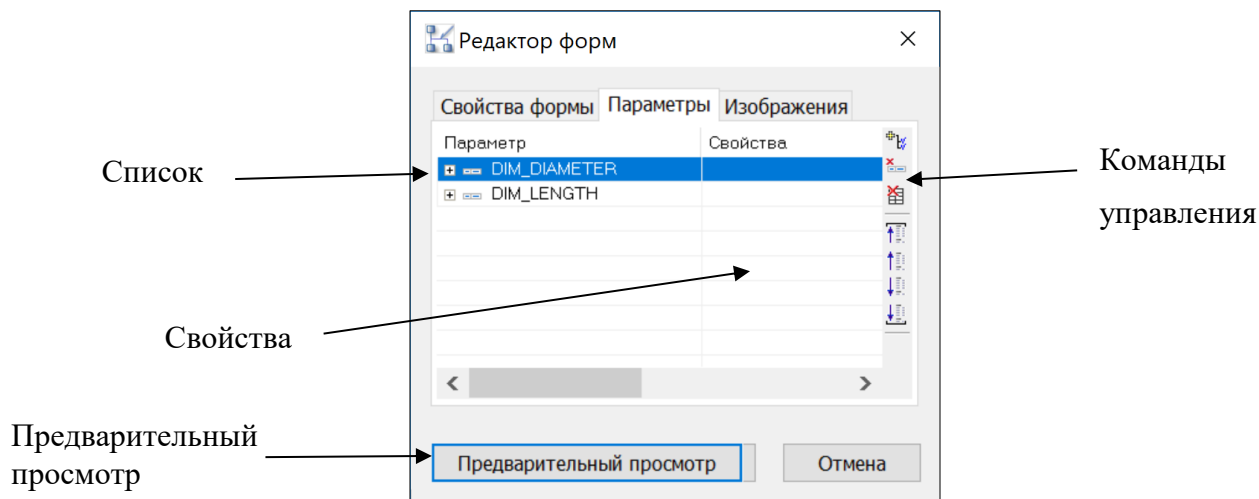 Редактор форм
Свойства формы Параметры Изображения
Параметр Свойства
DIM_DIAMETER
DIM_LENGTH
Список
Команды
управления
Свойства
Предварительный
просмотр
Предварительный просмотр Отмена